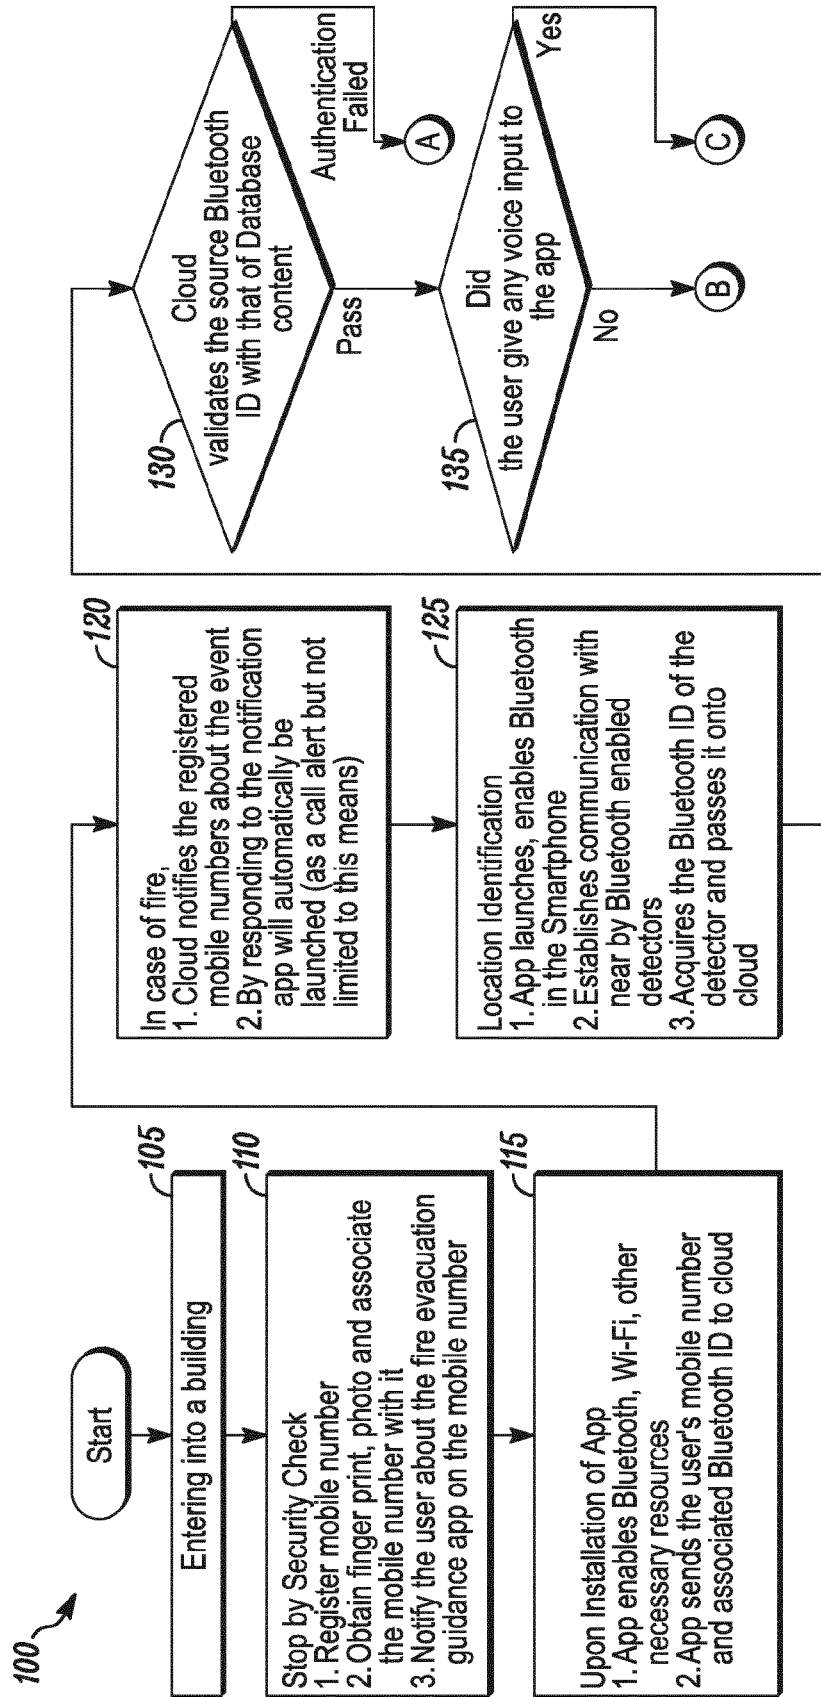 100
Start
105
Entering into a building
110
Stop by Security Check
1. Register mobile number
2. Obtain finger print, photo and associate
the mobile number with it
3. Notify the user about the fire evacuation
guidance app on the mobile number
115
Upon Installation of App
1. App enables Bluetooth, Wi-Fi, other
necessary resources
2. App sends the user's mobile number
and associated Bluetooth ID to cloud
120
In case of fire,
1. Cloud notifies the registered
mobile numbers about the event
2. By responding to the notification
app will automatically be
launched (as a call alert but not
limited to this means)
125
Location Identification
1. App launches, enables Bluetooth
in the Smartphone
2. Establishes communication with
near by Bluetooth enabled
detectors
3. Acquires the Bluetooth ID of the
detector and passes it onto
cloud
130
Cloud
validates the source Bluetooth
ID with that of Database
content
Authentication
Failed
A
Pass
135
Did
the user give any voice input to
the app
Yes
C
No
B